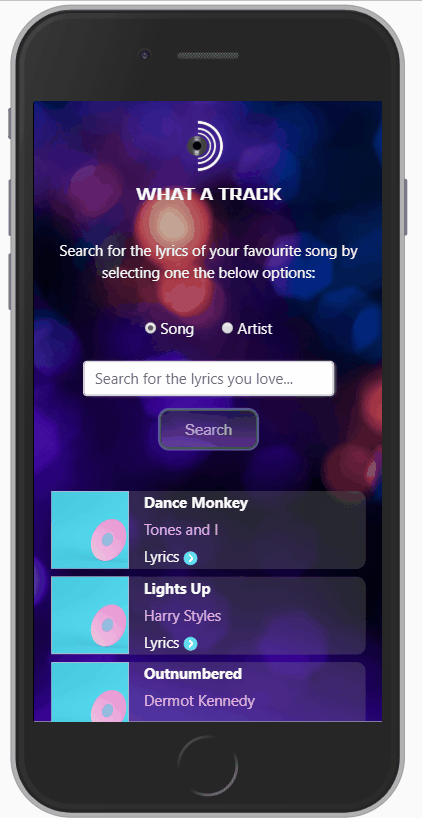 WHAT A TRACK
Search for the lyrics of your favourite song by
selecting one the below options:
Song Artist
Search for the lyrics you love...
Search
Dance Monkey
Tones and I
Lyrics
Lights Up
Harry Styles
Lyrics
Outnumbered
Dermot Kennedy